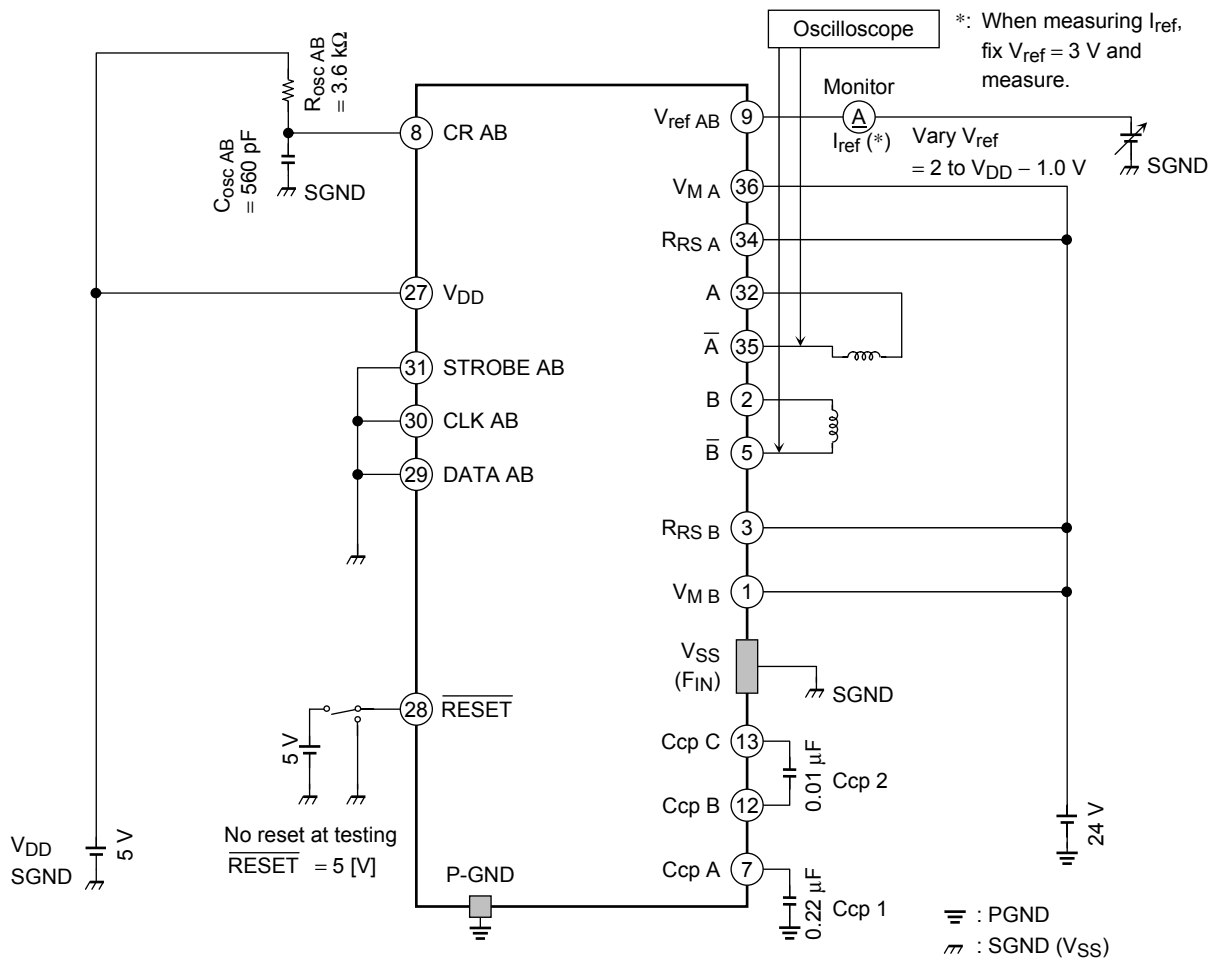 Oscilloscope
*: When measuring Iref,
fix Vref = 3 V and
measure.
Rosc AB
= 3.6 kΩ
Cosc AB
= 560 pF
SGND
8 CR AB
27 VDD
31 STROBE AB
30 CLK AB
29 DATA AB
28 RESET
5 V
No reset at testing
RESET = 5 [V]
VDD
SGND
5 V
P-GND
Vref AB 9
Monitor
A
Iref (*)
Vary Vref
= 2 to VDD − 1.0 V
SGND
VM A 36
RRS A 34
A 32
A 35
B 2
B 5
RRS B 3
VM B 1
VSS
(FIN)
SGND
Ccp C 13
0.01 μF
Ccp 2
Ccp B 12
Ccp A 7
0.22 μF
Ccp 1
24 V
: PGND
: SGND (VSS)